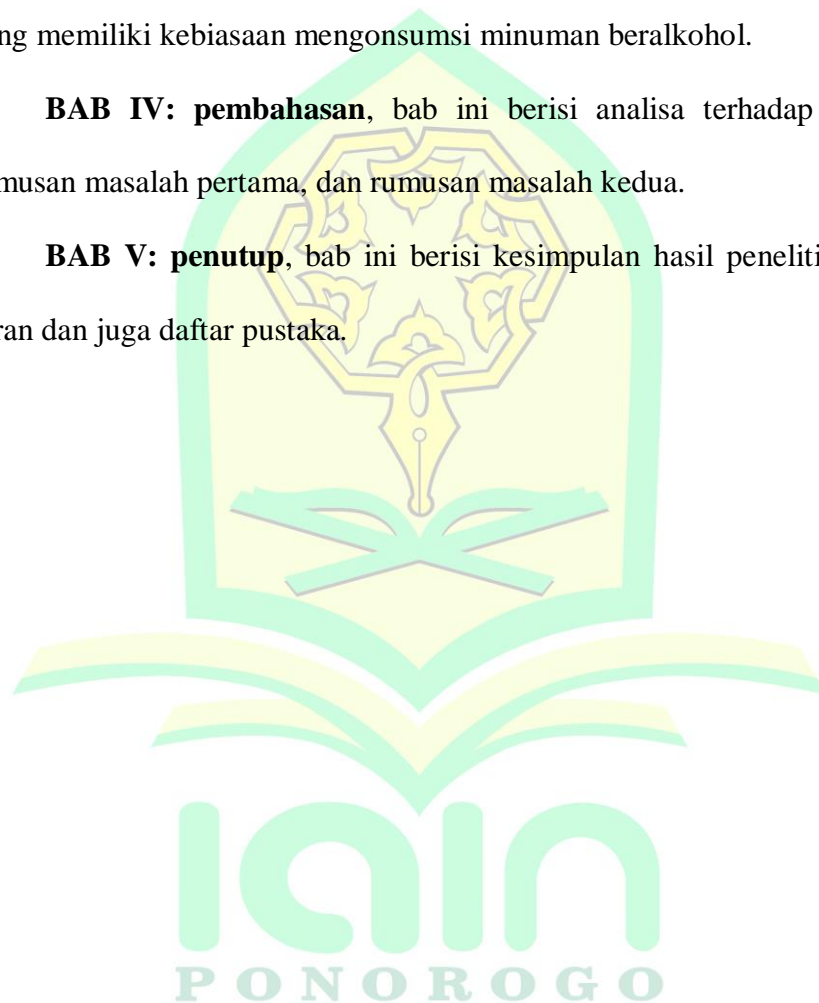 ng memiliki kebiasaan mengonsumsi minuman beralkohol.
BAB IV: pembahasan, bab ini berisi analisa terhadap
musan masalah pertama, dan rumusan masalah kedua.
BAB V: penutup, bab ini berisi kesimpulan hasil peneliti
ran dan juga daftar pustaka.
iain
PONOROGO